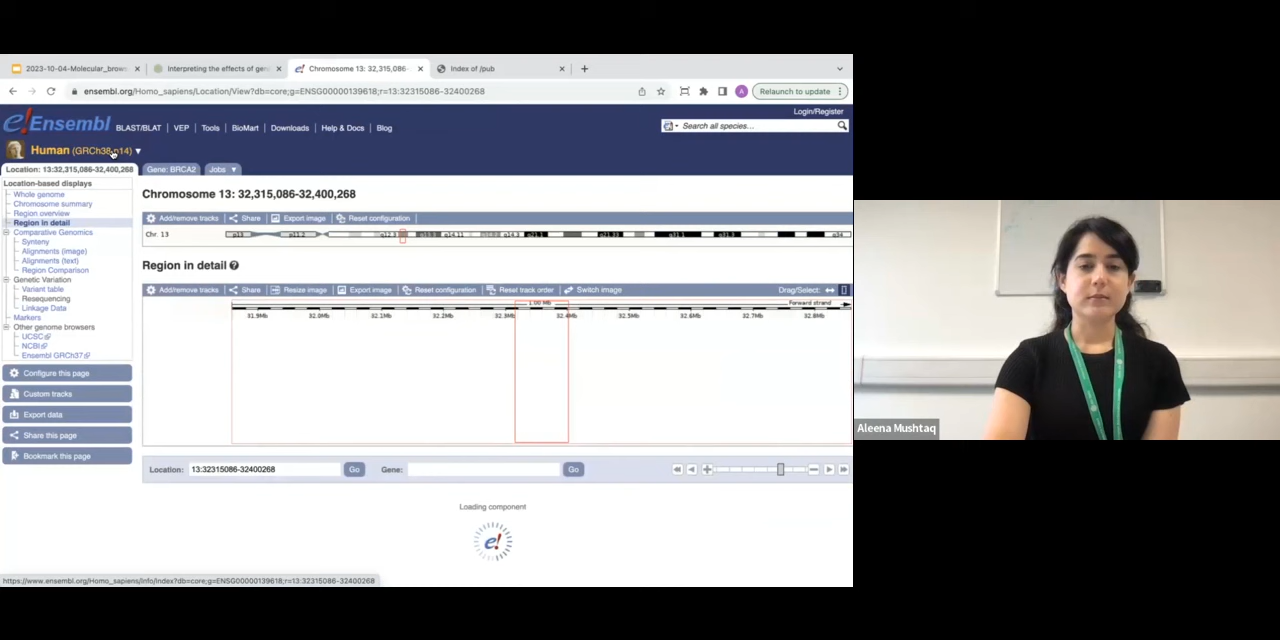 2023-10-04-Molecular_brows
Interpreting the effects of gen
Chromosome 13: 32,315,086-
Index of /pub
ensembl.org/Homo_sapiens/Location/View?db=core;g=ENSG00000139618;r=13:32315086-32400268
A
Relaunch to update
Login/Register
e!Ensembl
BLAST/BLAT | VEP | Tools | BioMart | Downloads | Help & Docs | Blog
Search all species...
Human (GRCh38.p14)
Location: 13:32,315,086-32,400,268
Gene: BRCA2
Jobs
Location-based displays
Whole genome
Chromosome summary
Region overview
Region in detail
Comparative Genomics
Synteny
Alignments (image)
Alignments (text)
Region Comparison
Genetic Variation
Variant table
Resequencing
Linkage Data
Markers
Other genome browsers
UCSC
NCBI
Ensembl GRCh37
Configure this page
Custom tracks
Export data
Share this page
Bookmark this page
Chromosome 13: 32,315,086-32,400,268
Add/remove tracks
Share
Export image
Reset configuration
Chr. 13
Region in detail
Add/remove tracks
Share
Resize image
Export image
Reset configuration
Reset track order
Switch image
Drag/Select:
1.00 Mb
Forward strand
31.9Mb 32.0Mb 32.1Mb 32.2Mb 32.3Mb 32.4Mb 32.5Mb 32.6Mb 32.7Mb 32.8Mb
Location: 13:32315086-32400268 Go
Gene: Go
Loading component
e!
https://www.ensembl.org/Homo_sapiens/Info/Index?db=core;g=ENSG00000139618;r=13:32315086-32400268
Aleena Mushtaq